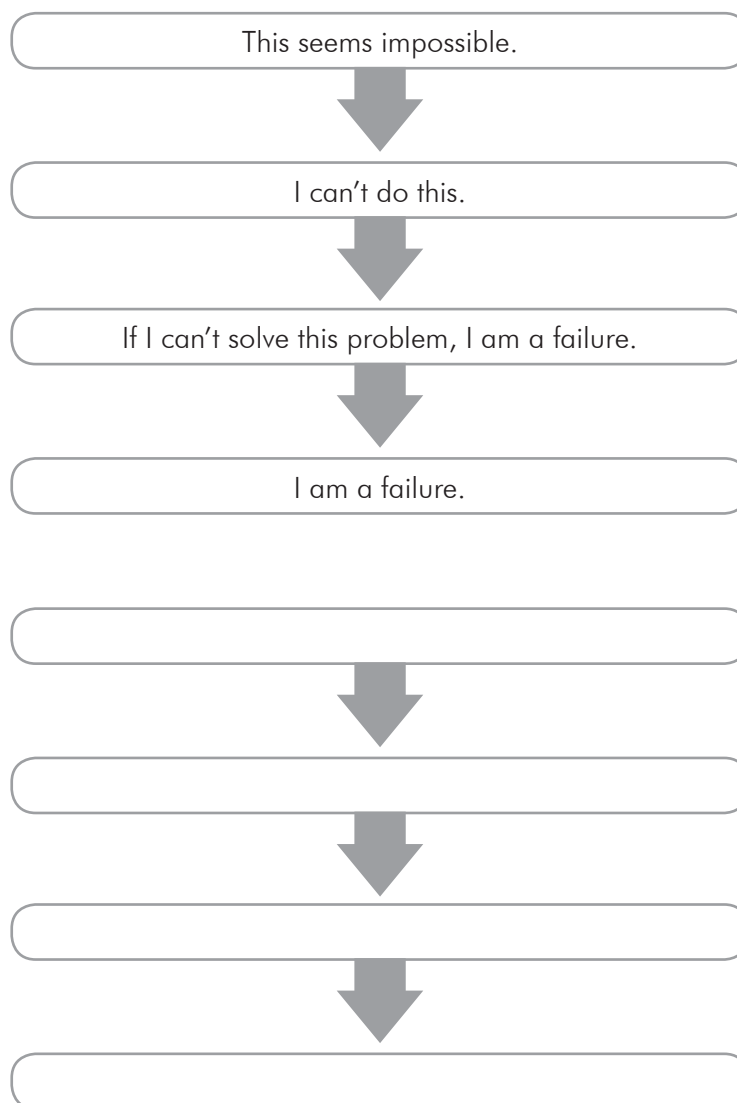 This seems impossible.
I can’t do this.
If I can’t solve this problem, I am a failure.
I am a failure.